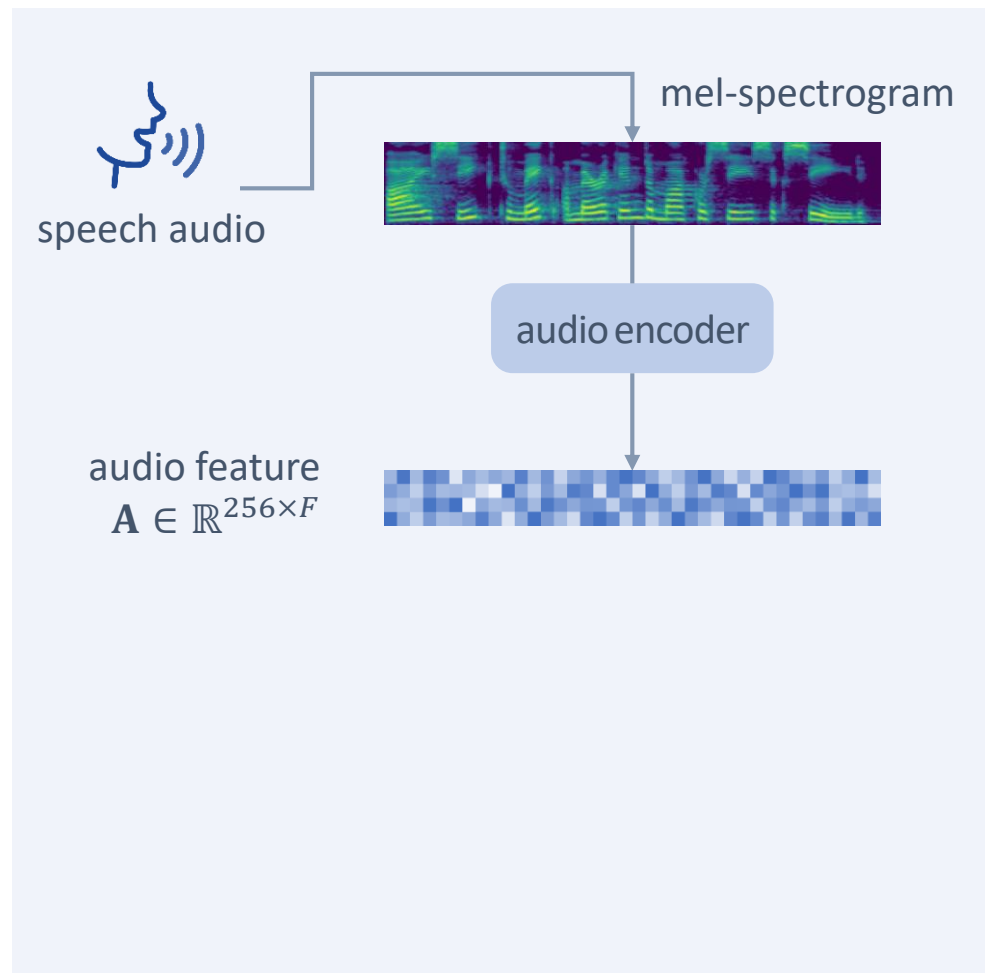 mel-spectrogram
speech audio
audio encoder
audio feature
𝐀 ∈ ℝ^{256×F}